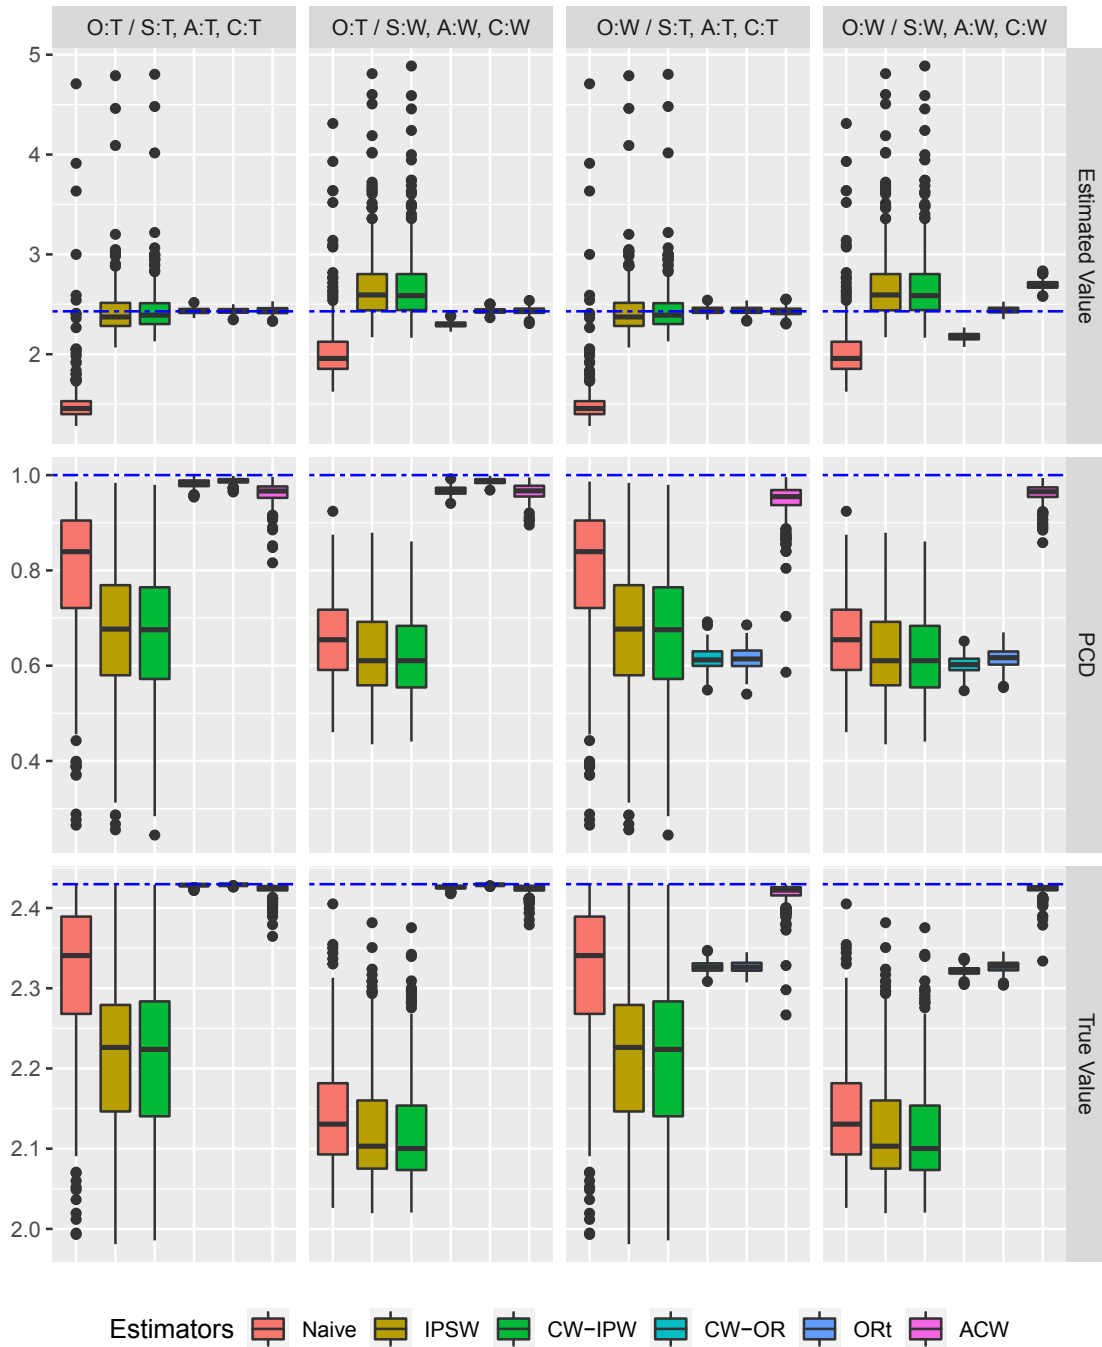 O:T / S:T, A:T, C:T O:T / S:W, A:W, C:W O:W / S:T, A:T, C:T O:W / S:W, A:W, C:W
5
4
3
2
Estimated Value
1.0
0.8
0.6
0.4
PCD
2.4
2.3
2.2
2.1
2.0
True Value
Estimators Naive IPSW CW−IPW CW−OR ORt ACW